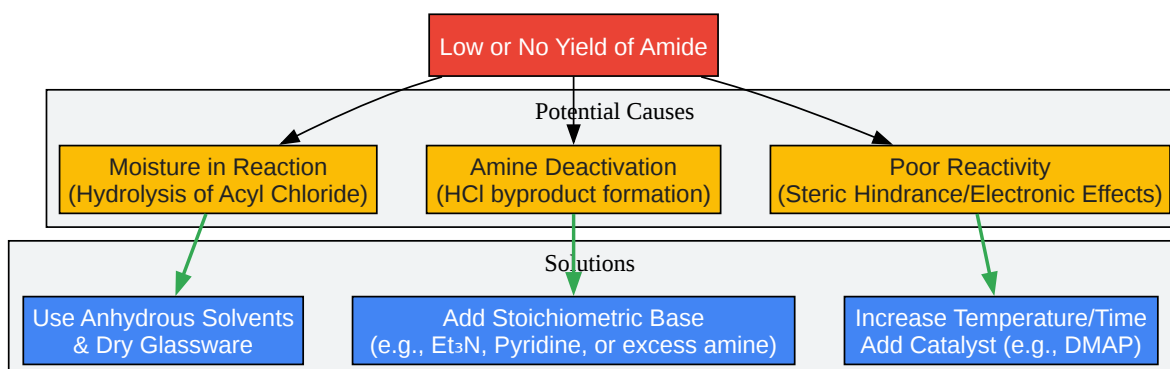 Low or No Yield of Amide
Potential Causes
Moisture in Reaction
(Hydrolysis of Acyl Chloride)
Amine Deactivation
(HCl byproduct formation)
Poor Reactivity
(Steric Hindrance/Electronic Effects)
Solutions
Use Anhydrous Solvents
& Dry Glassware
Add Stoichiometric Base
(e.g., Et₃N, Pyridine, or excess amine)
Increase Temperature/Time
Add Catalyst (e.g., DMAP)